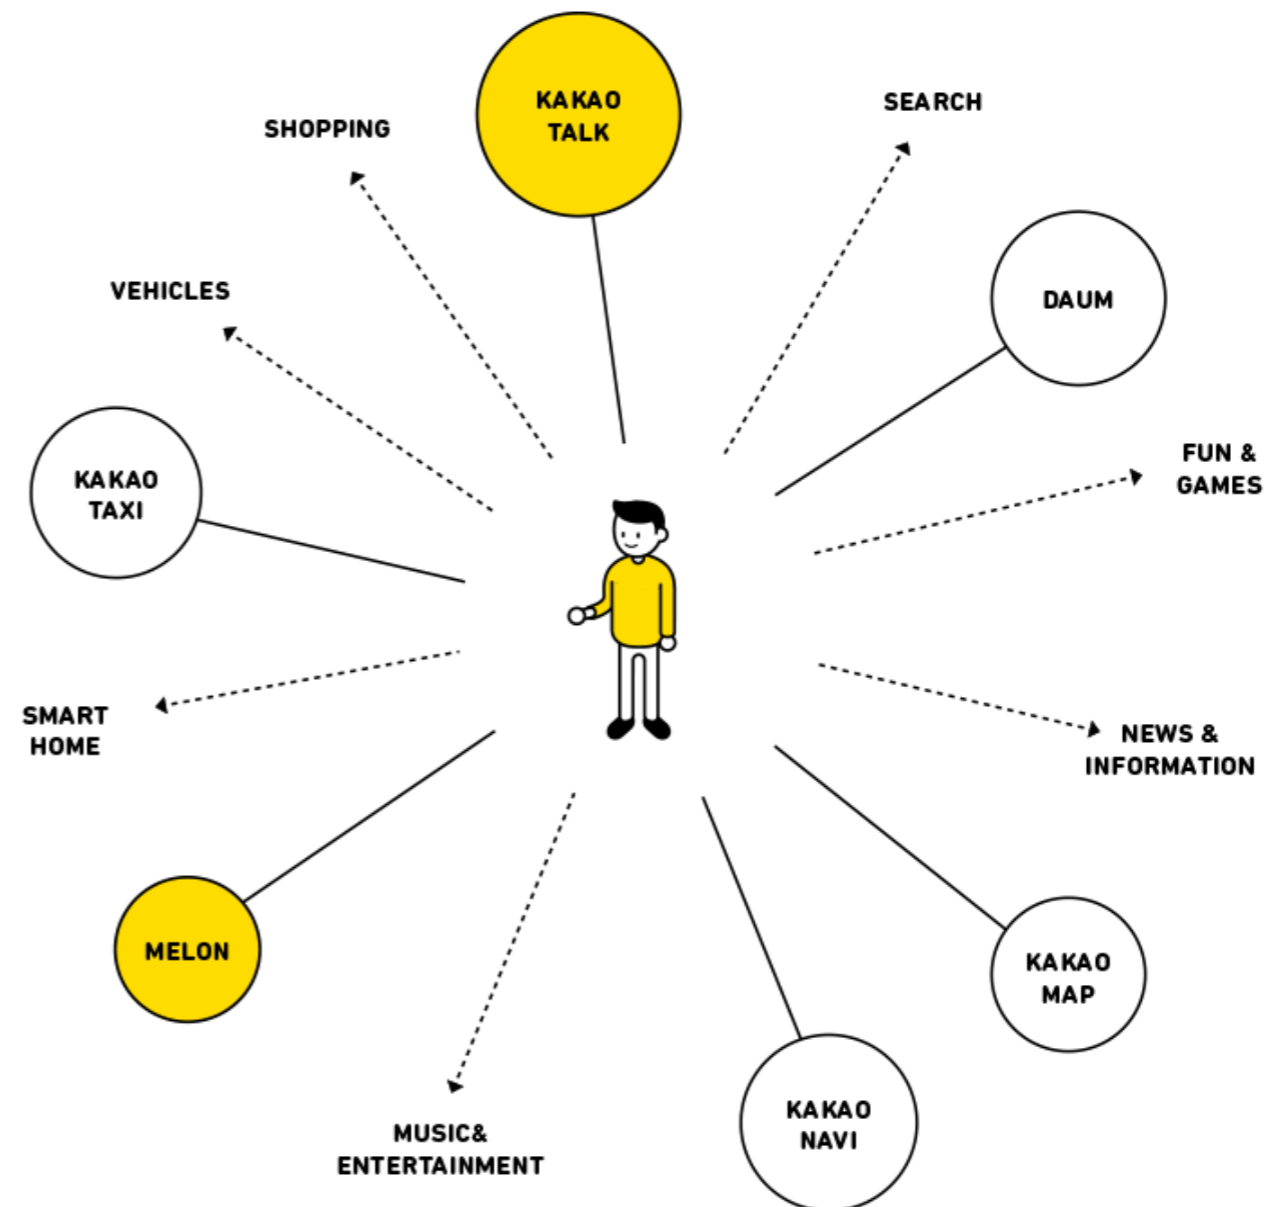 KAKAO
TALK
SEARCH
SHOPPING
VEHICLES
DAUM
FUN &
GAMES
KAKAO
TAXI
SMART
HOME
NEWS &
INFORMATION
MELON
KAKAO
MAP
KAKAO
NAVI
MUSIC&
ENTERTAINMENT